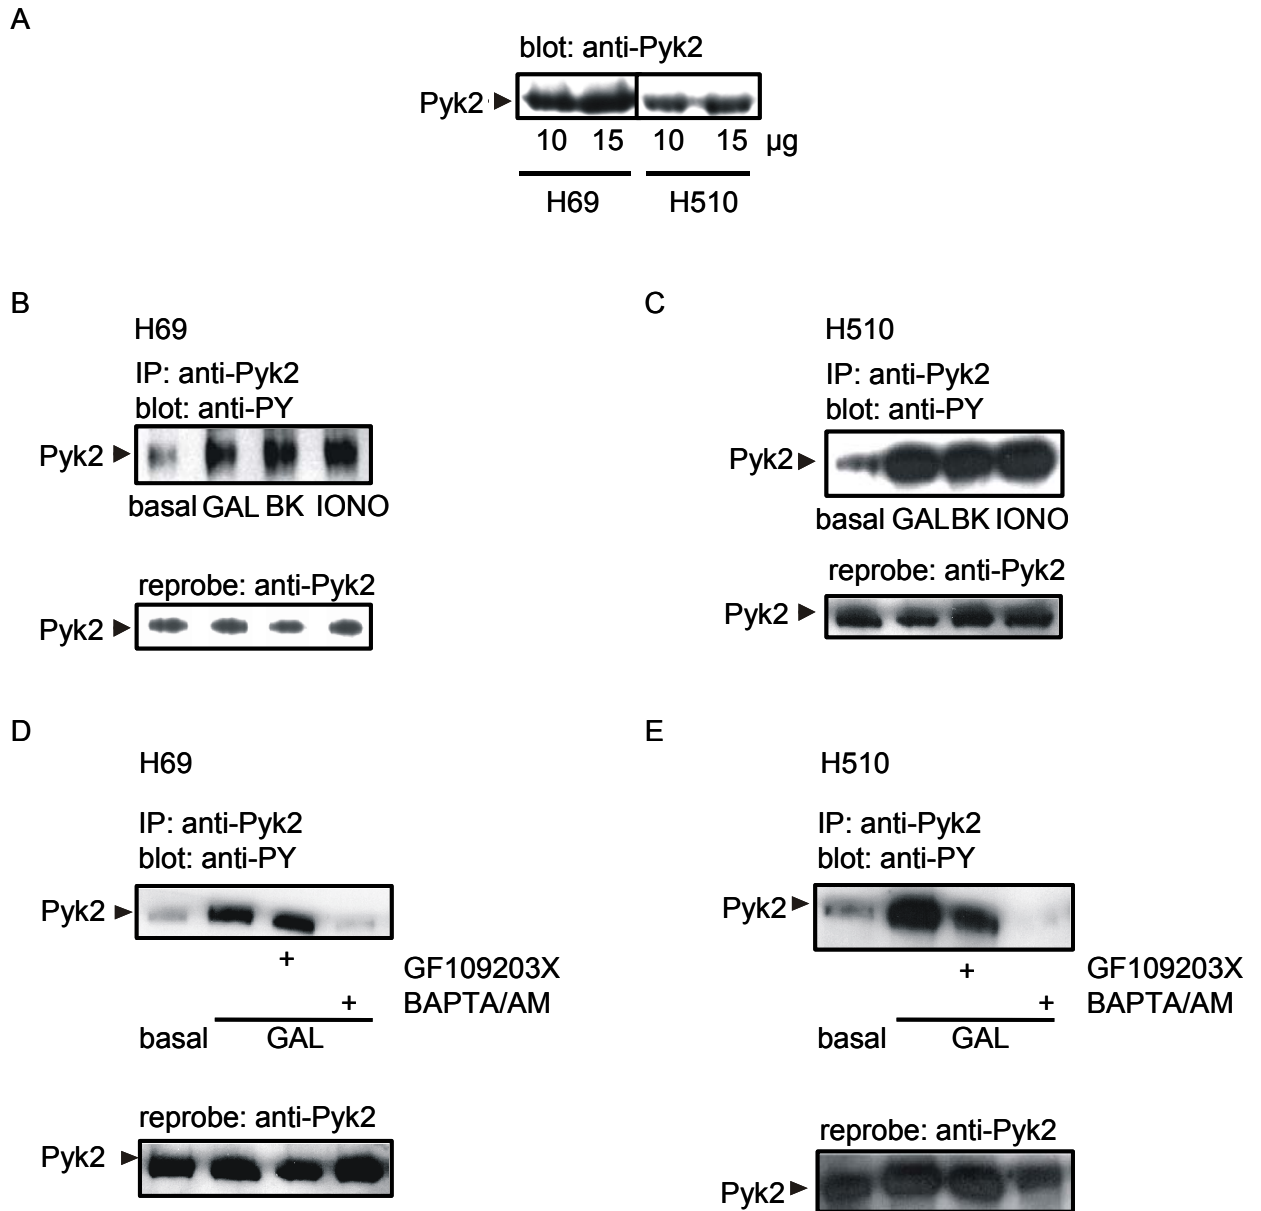 A
blot: anti-Pyk2
Pyk2
10 15 10 15 µg
H69 H510
B
H69
IP: anti-Pyk2
blot: anti-PY
Pyk2
basal GAL BK IONO
reprobe: anti-Pyk2
Pyk2
C
H510
IP: anti-Pyk2
blot: anti-PY
Pyk2
basal GAL BK IONO
reprobe: anti-Pyk2
Pyk2
D
H69
IP: anti-Pyk2
blot: anti-PY
Pyk2
+ GF109203X
+ BAPTA/AM
basal GAL
reprobe: anti-Pyk2
Pyk2
E
H510
IP: anti-Pyk2
blot: anti-PY
Pyk2
+ GF109203X
+ BAPTA/AM
basal GAL
reprobe: anti-Pyk2
Pyk2